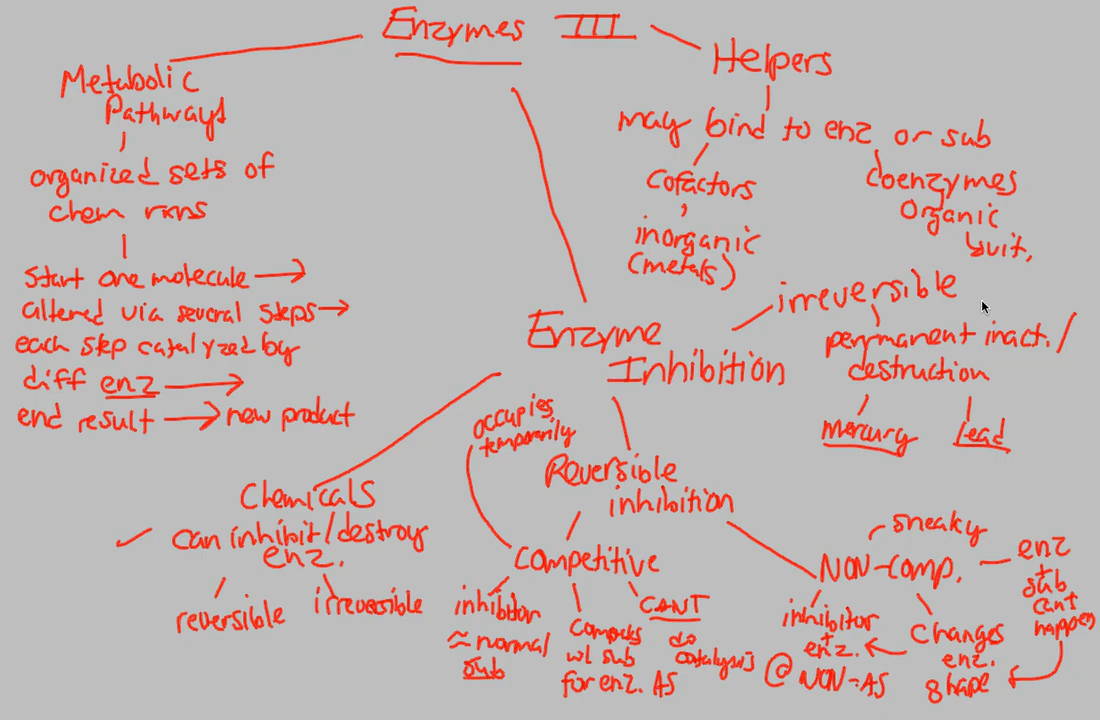 Enzymes III
Metabolic
Pathways
organized sets of
chem rxns
Start one molecule →
altered via several steps →
each step catalyzed by
diff enz →
end result → new product
Helpers
may bind to enz or sub
Cofactors
inorganic
(metals)
Coenzymes
Organic
↳vit.
Enzyme
Inhibition
irreversible
permanent inact. /
destruction
mercury
lead
Chemicals
✓ can inhibit/destroy
enz.
reversible
irreversible
Reversible
inhibition
occupies
temporarily
Competitive
inhibitor
≈ normal
sub
Competes
w/ sub
for enz. AS
CANT
do
catalysis
NON-comp.
sneaky
inhibitor
+
enz.
@ NON-AS
Changes
enz.
shape
enz
+
sub
can't
happen